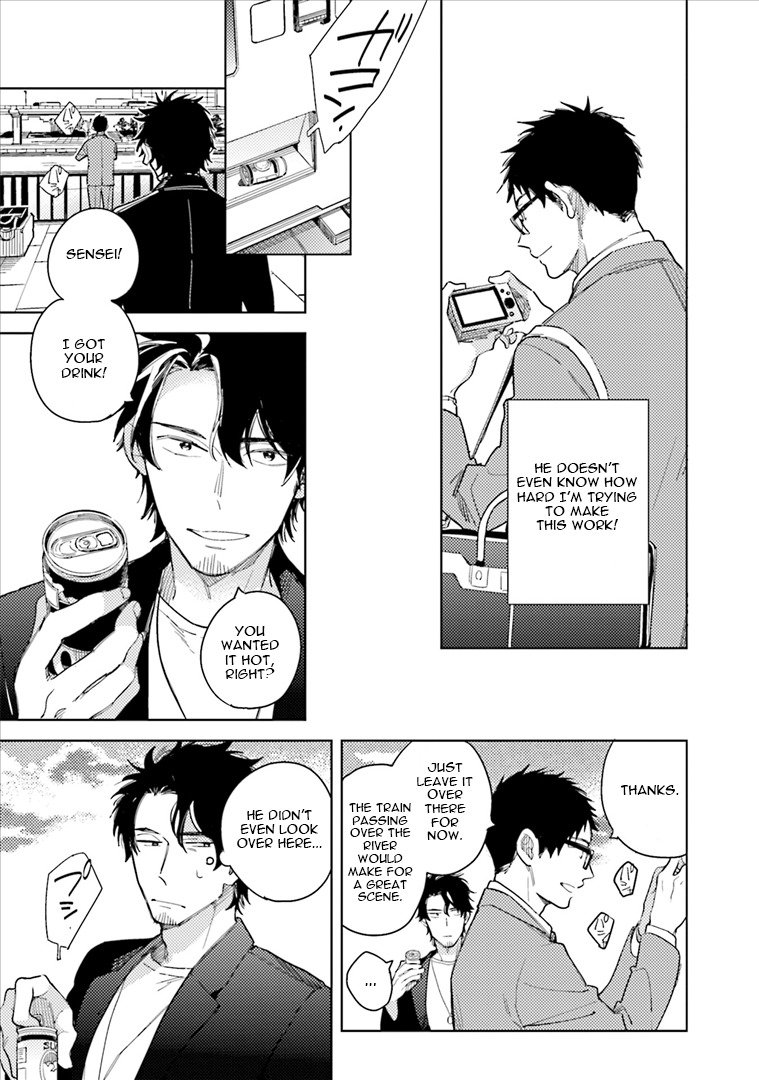 HE DOESN'T
EVEN KNOW HOW
HARD I'M TRYING
TO MAKE
THIS WORK!
SENSEI!
I GOT
YOUR
DRINK!
YOU
WANTED
IT HOT,
RIGHT?
THANKS.
JUST
LEAVE IT
OVER
THERE
FOR
NOW.
THE TRAIN
PASSING
OVER THE
RIVER
WOULD
MAKE FOR
A GREAT
SCENE.
...
HE DIDN'T
EVEN LOOK
OVER HERE...